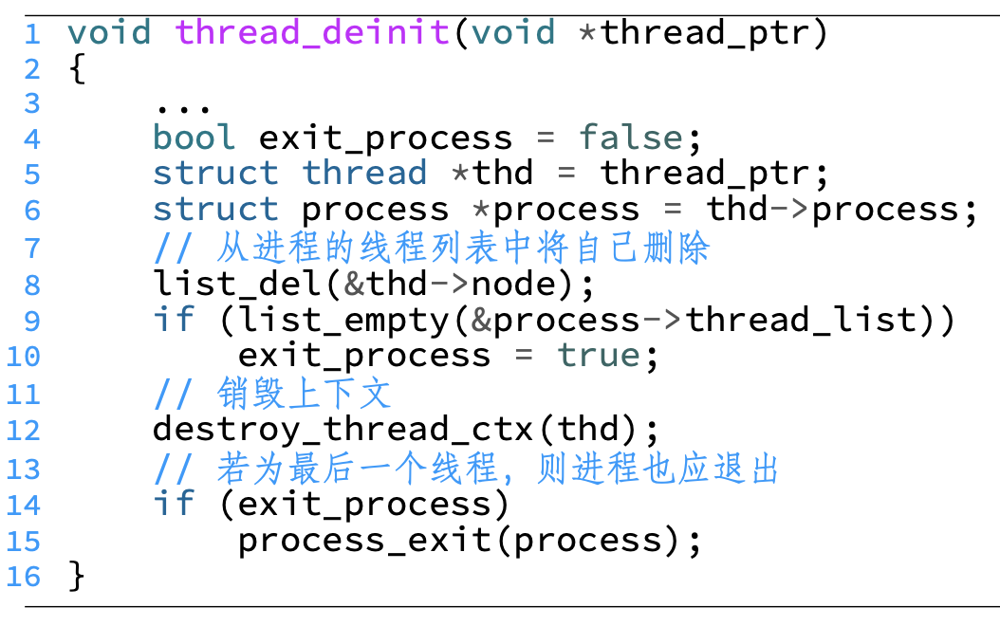 1 void thread_deinit(void *thread_ptr)
2 {
3     ...
4     bool exit_process = false;
5     struct thread *thd = thread_ptr;
6     struct process *process = thd->process;
7     // 从进程的线程列表中将自己删除
8     list_del(&thd->node);
9     if (list_empty(&process->thread_list))
10         exit_process = true;
11     // 销毁上下文
12     destroy_thread_ctx(thd);
13     // 若为最后一个线程，则进程也应退出
14     if (exit_process)
15         process_exit(process);
16 }